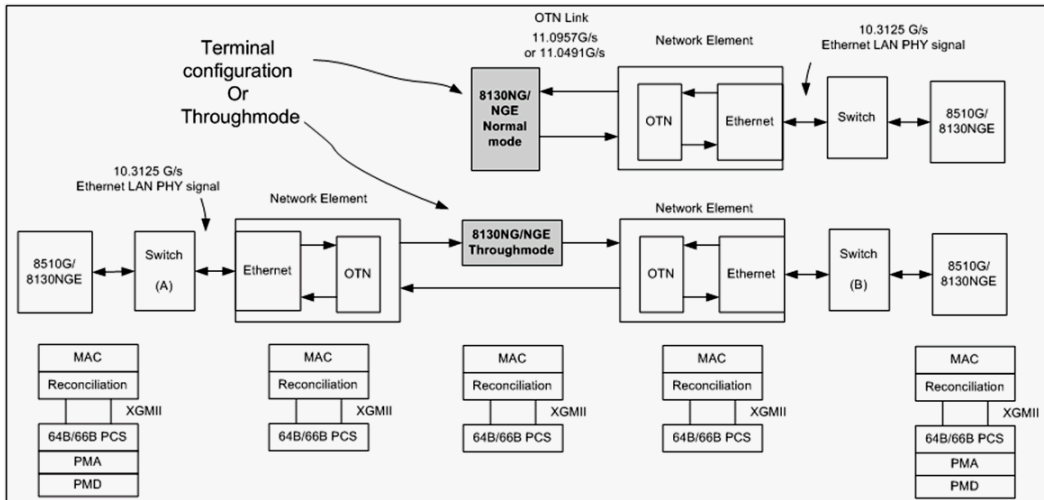 OTN Link
11.0957G/s
or 11.0491G/s
10.3125 G/s
Ethernet LAN PHY signal
Terminal
configuration
Or
Throughmode
Network Element
8130NG/
NGE
Normal
mode
OTN
Ethernet
Switch
8510G/
8130NGE
10.3125 G/s
Ethernet LAN PHY signal
Network Element
Network Element
8510G/
8130NGE
Switch
(A)
Ethernet
OTN
8130NG/NGE
Throughmode
OTN
Ethernet
Switch
(B)
8510G/
8130NGE
MAC
Reconciliation
XGMII
64B/66B PCS
PMA
PMD
MAC
Reconciliation
XGMII
64B/66B PCS
MAC
Reconciliation
XGMII
64B/66B PCS
MAC
Reconciliation
XGMII
64B/66B PCS
MAC
Reconciliation
XGMII
64B/66B PCS
PMA
PMD